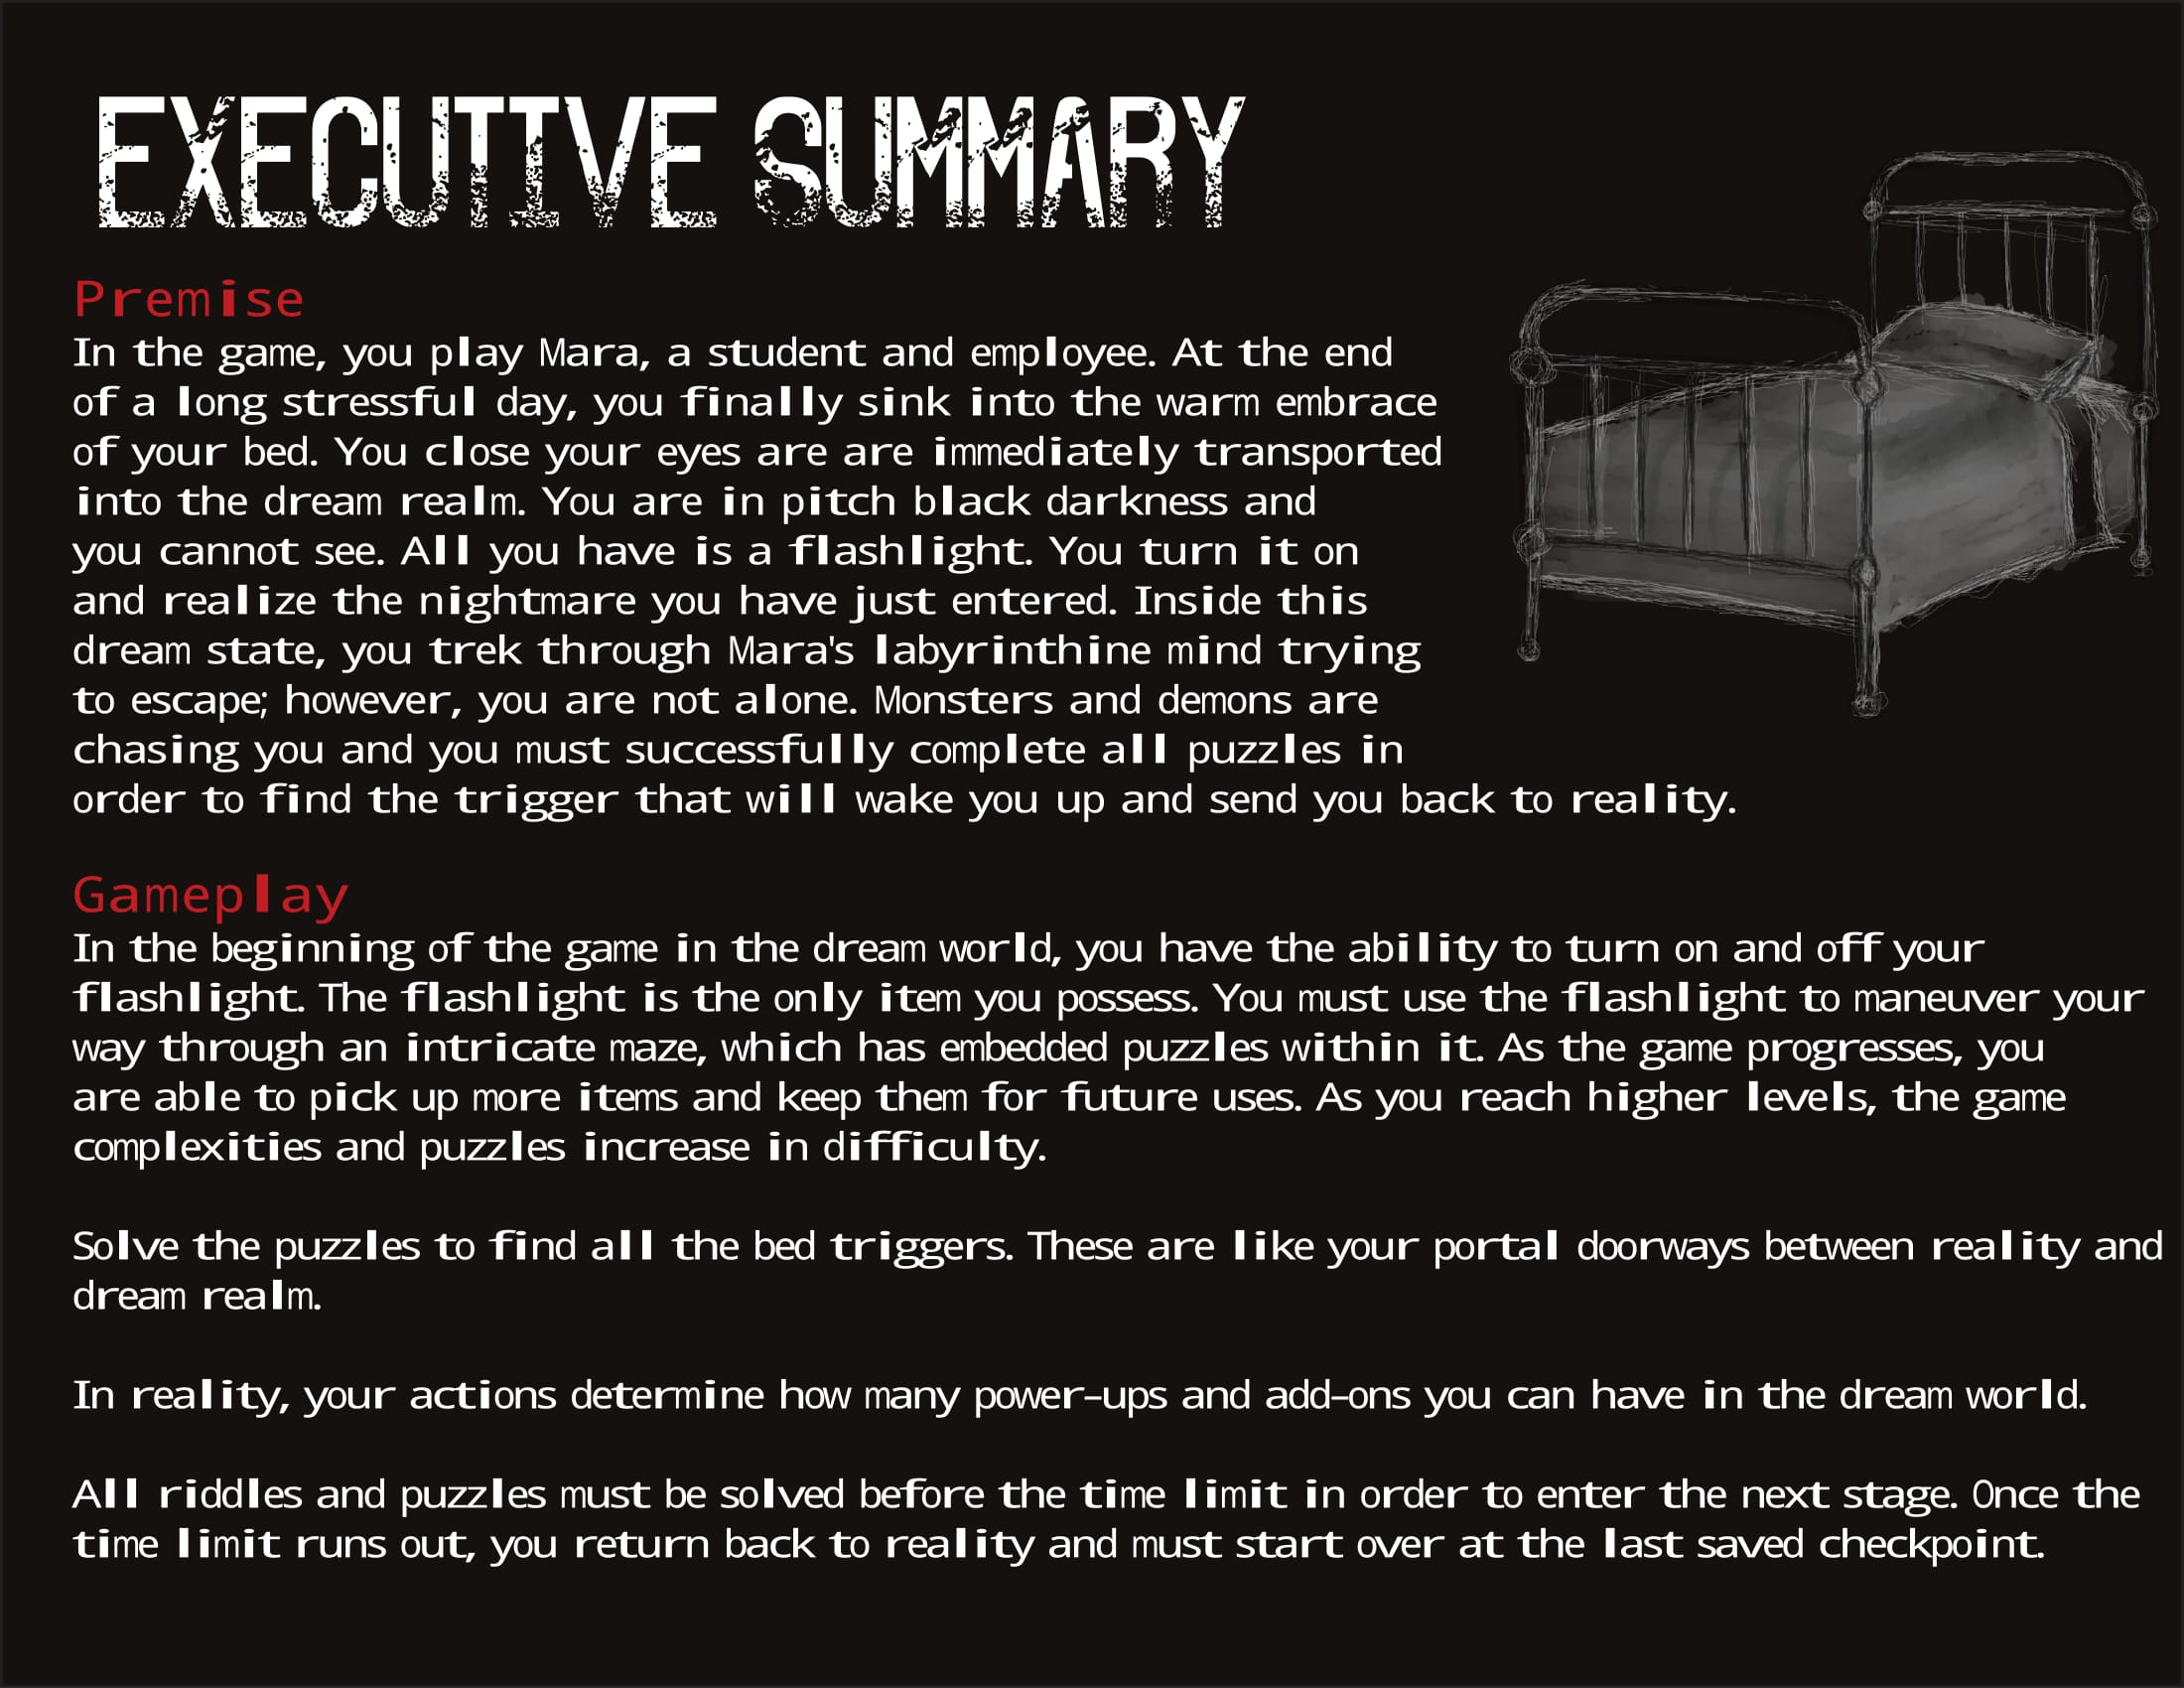 EXECUTIVE SUMMARY
Premise
In the game, you play Mara, a student and employee. At the end
of a long stressful day, you finally sink into the warm embrace
of your bed. You close your eyes are are immediately transported
into the dream realm. You are in pitch black darkness and
you cannot see. All you have is a flashlight. You turn it on
and realize the nightmare you have just entered. Inside this
dream state, you trek through Mara's labyrinthine mind trying
to escape; however, you are not alone. Monsters and demons are
chasing you and you must successfully complete all puzzles in
order to find the trigger that will wake you up and send you back to reality.
Gameplay
In the beginning of the game in the dream world, you have the ability to turn on and off your
flashlight. The flashlight is the only item you possess. You must use the flashlight to maneuver your
way through an intricate maze, which has embedded puzzles within it. As the game progresses, you
are able to pick up more items and keep them for future uses. As you reach higher levels, the game
complexities and puzzles increase in difficulty.
Solve the puzzles to find all the bed triggers. These are like your portal doorways between reality and
dream realm.
In reality, your actions determine how many power-ups and add-ons you can have in the dream world.
All riddles and puzzles must be solved before the time limit in order to enter the next stage. Once the
time limit runs out, you return back to reality and must start over at the last saved checkpoint.